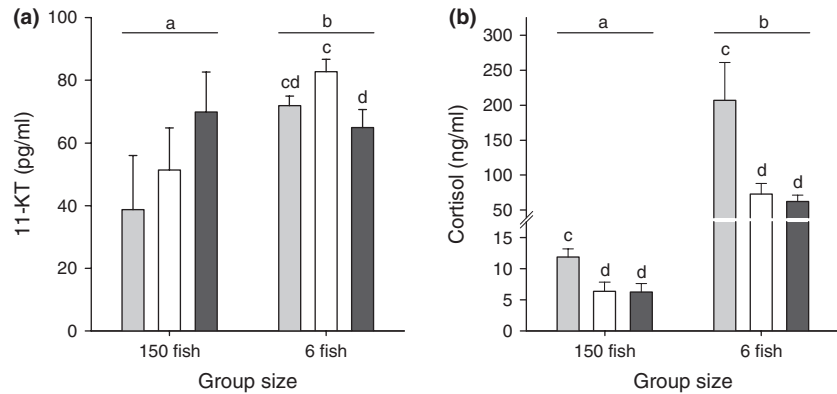 (a)
100
80
60
40
20
0
11-KT (pg/ml)
a
b
cd
c
d
150 fish
6 fish
Group size
(b)
300
250
200
150
100
50
15
10
5
0
Cortisol (ng/ml)
a
b
c
d
d
c
d
d
150 fish
6 fish
Group size